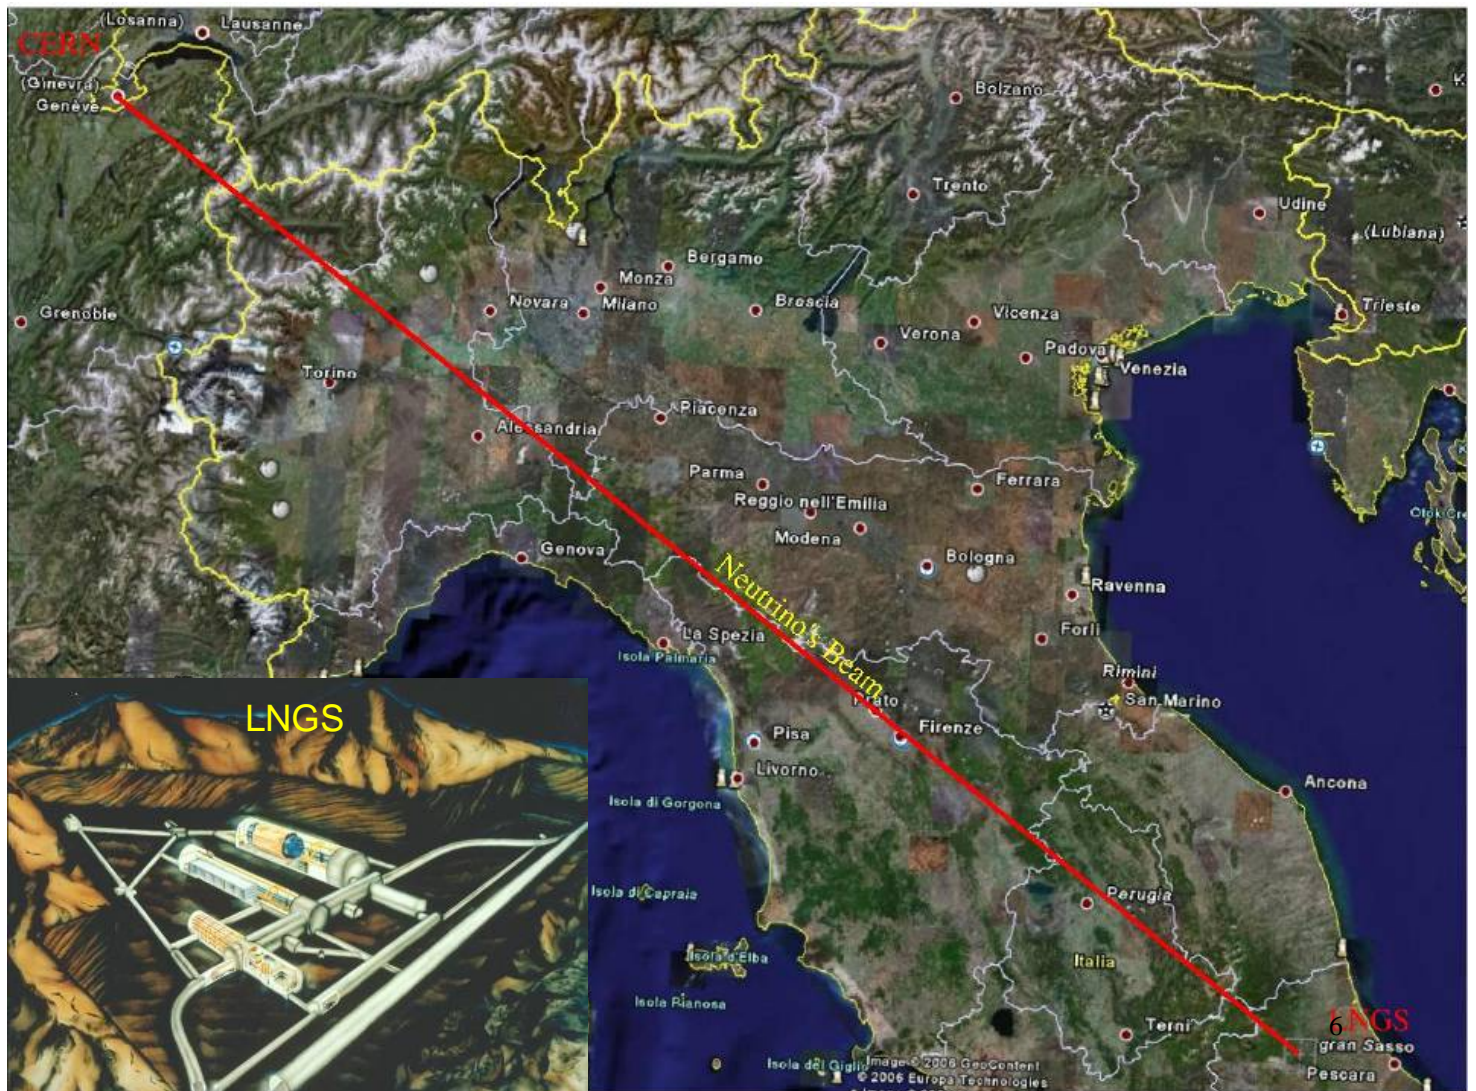 (Losanna)
Lausanne
CERN
(Ginevra)
Genève
Bolzano
Trento
Udine
(Lubiana)
Bergamo
Monza
Novara
Milano
Brescia
Grenoble
Verona
Vicenza
Trieste
Padova
Venezia
Torino
Piacenza
Alessandria
Parma
Ferrara
Reggio nell'Emilia
Modena
Genova
Bologna
Neutrino's Beam
Ravenna
La Spezia
Forlì
Isola Palmaria
Rimini
San Marino
Prato
LNGS
Firenze
Pisa
Livorno
Ancona
Isola di Gorgona
Isola di Capraia
Perugia
Isola d'Elba
Italia
Isola Pianosa
6
LNGS
Terni
gran Sasso
Isola del Giglio
Image © 2006 GeoContent
Pescara
© 2006 Europa Technologies